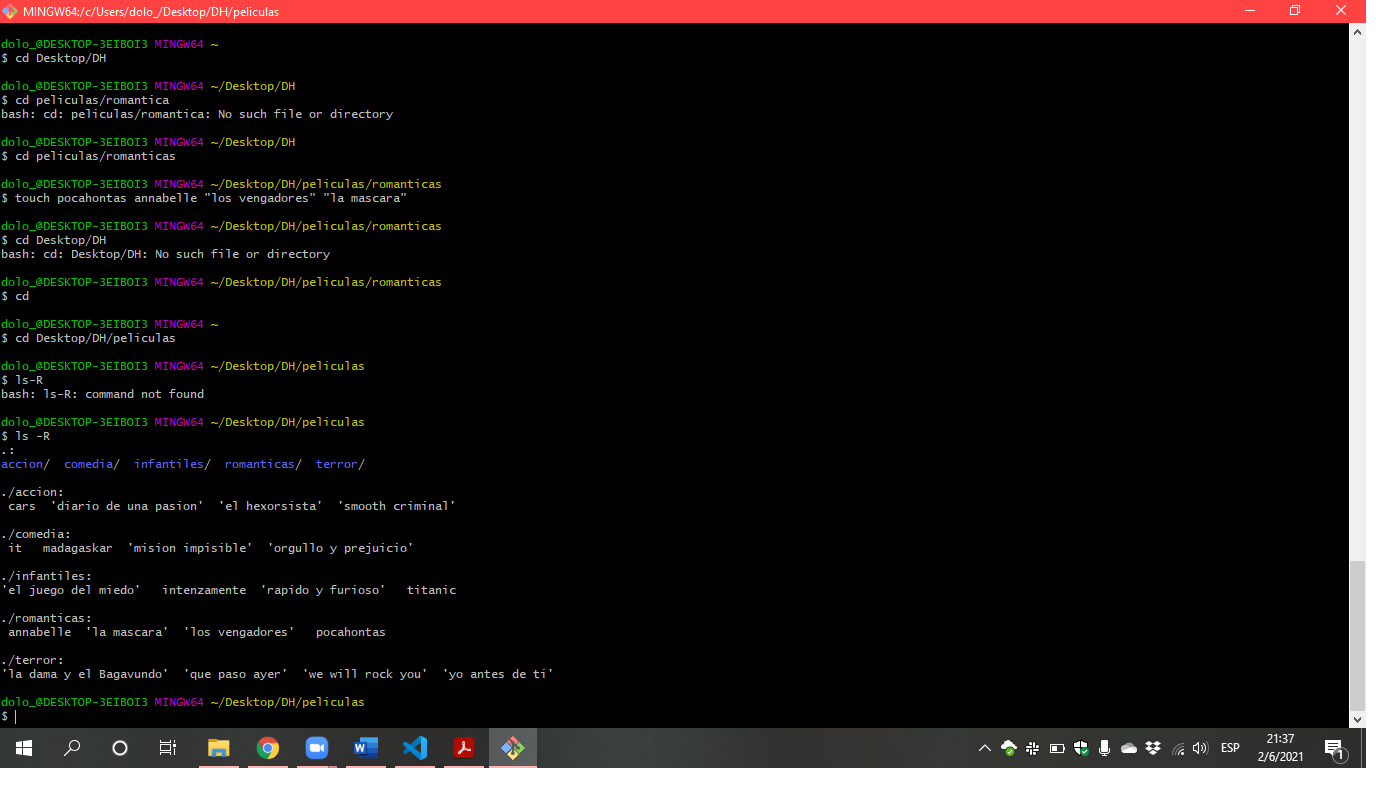 MINGW64:/c/Users/dolo_/Desktop/DH/peliculas
dolo_@DESKTOP-3EIBOI3 MINGW64 ~
$ cd Desktop/DH
dolo_@DESKTOP-3EIBOI3 MINGW64 ~/Desktop/DH
$ cd peliculas/romantica
bash: cd: peliculas/romantica: No such file or directory
dolo_@DESKTOP-3EIBOI3 MINGW64 ~/Desktop/DH
$ cd peliculas/romanticas
dolo_@DESKTOP-3EIBOI3 MINGW64 ~/Desktop/DH/peliculas/romanticas
$ touch pocahontas annabelle "los vengadores" "la mascara"
dolo_@DESKTOP-3EIBOI3 MINGW64 ~/Desktop/DH/peliculas/romanticas
$ cd Desktop/DH
bash: cd: Desktop/DH: No such file or directory
dolo_@DESKTOP-3EIBOI3 MINGW64 ~/Desktop/DH/peliculas/romanticas
$ cd
dolo_@DESKTOP-3EIBOI3 MINGW64 ~
$ cd Desktop/DH/peliculas
dolo_@DESKTOP-3EIBOI3 MINGW64 ~/Desktop/DH/peliculas
$ ls-R
bash: ls-R: command not found
dolo_@DESKTOP-3EIBOI3 MINGW64 ~/Desktop/DH/peliculas
$ ls -R
.:
accion/  comedia/  infantiles/  romanticas/  terror/
./accion:
 cars  'diario de una pasion'  'el hexorsista'  'smooth criminal'
./comedia:
 it   madagaskar  'mision impisible'  'orgullo y prejuicio'
./infantiles:
'el juego del miedo'   intenzamente  'rapido y furioso'   titanic
./romanticas:
 annabelle  'la mascara'  'los vengadores'   pocahontas
./terror:
'la dama y el Bagavundo'  'que paso ayer'  'we will rock you'  'yo antes de ti'
dolo_@DESKTOP-3EIBOI3 MINGW64 ~/Desktop/DH/peliculas
$
ESP
21:37
2/6/2021
1